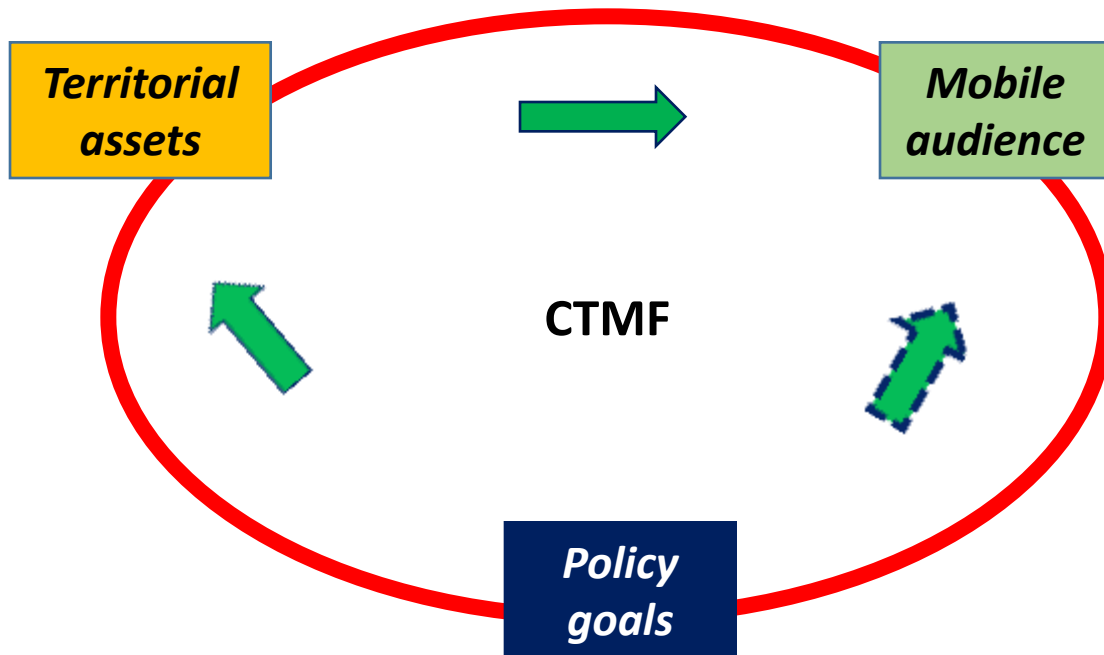 Territorial
assets
Mobile
audience
CTMF
Policy
goals